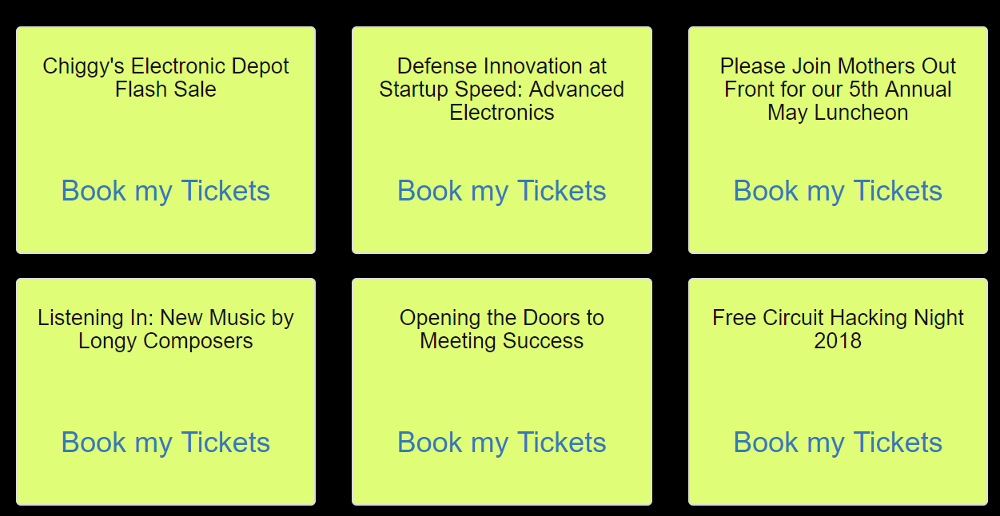 Chiggy's Electronic Depot
Flash Sale
Book my Tickets
Defense Innovation at
Startup Speed: Advanced
Electronics
Book my Tickets
Please Join Mothers Out
Front for our 5th Annual
May Luncheon
Book my Tickets
Listening In: New Music by
Longy Composers
Book my Tickets
Opening the Doors to
Meeting Success
Book my Tickets
Free Circuit Hacking Night
2018
Book my Tickets